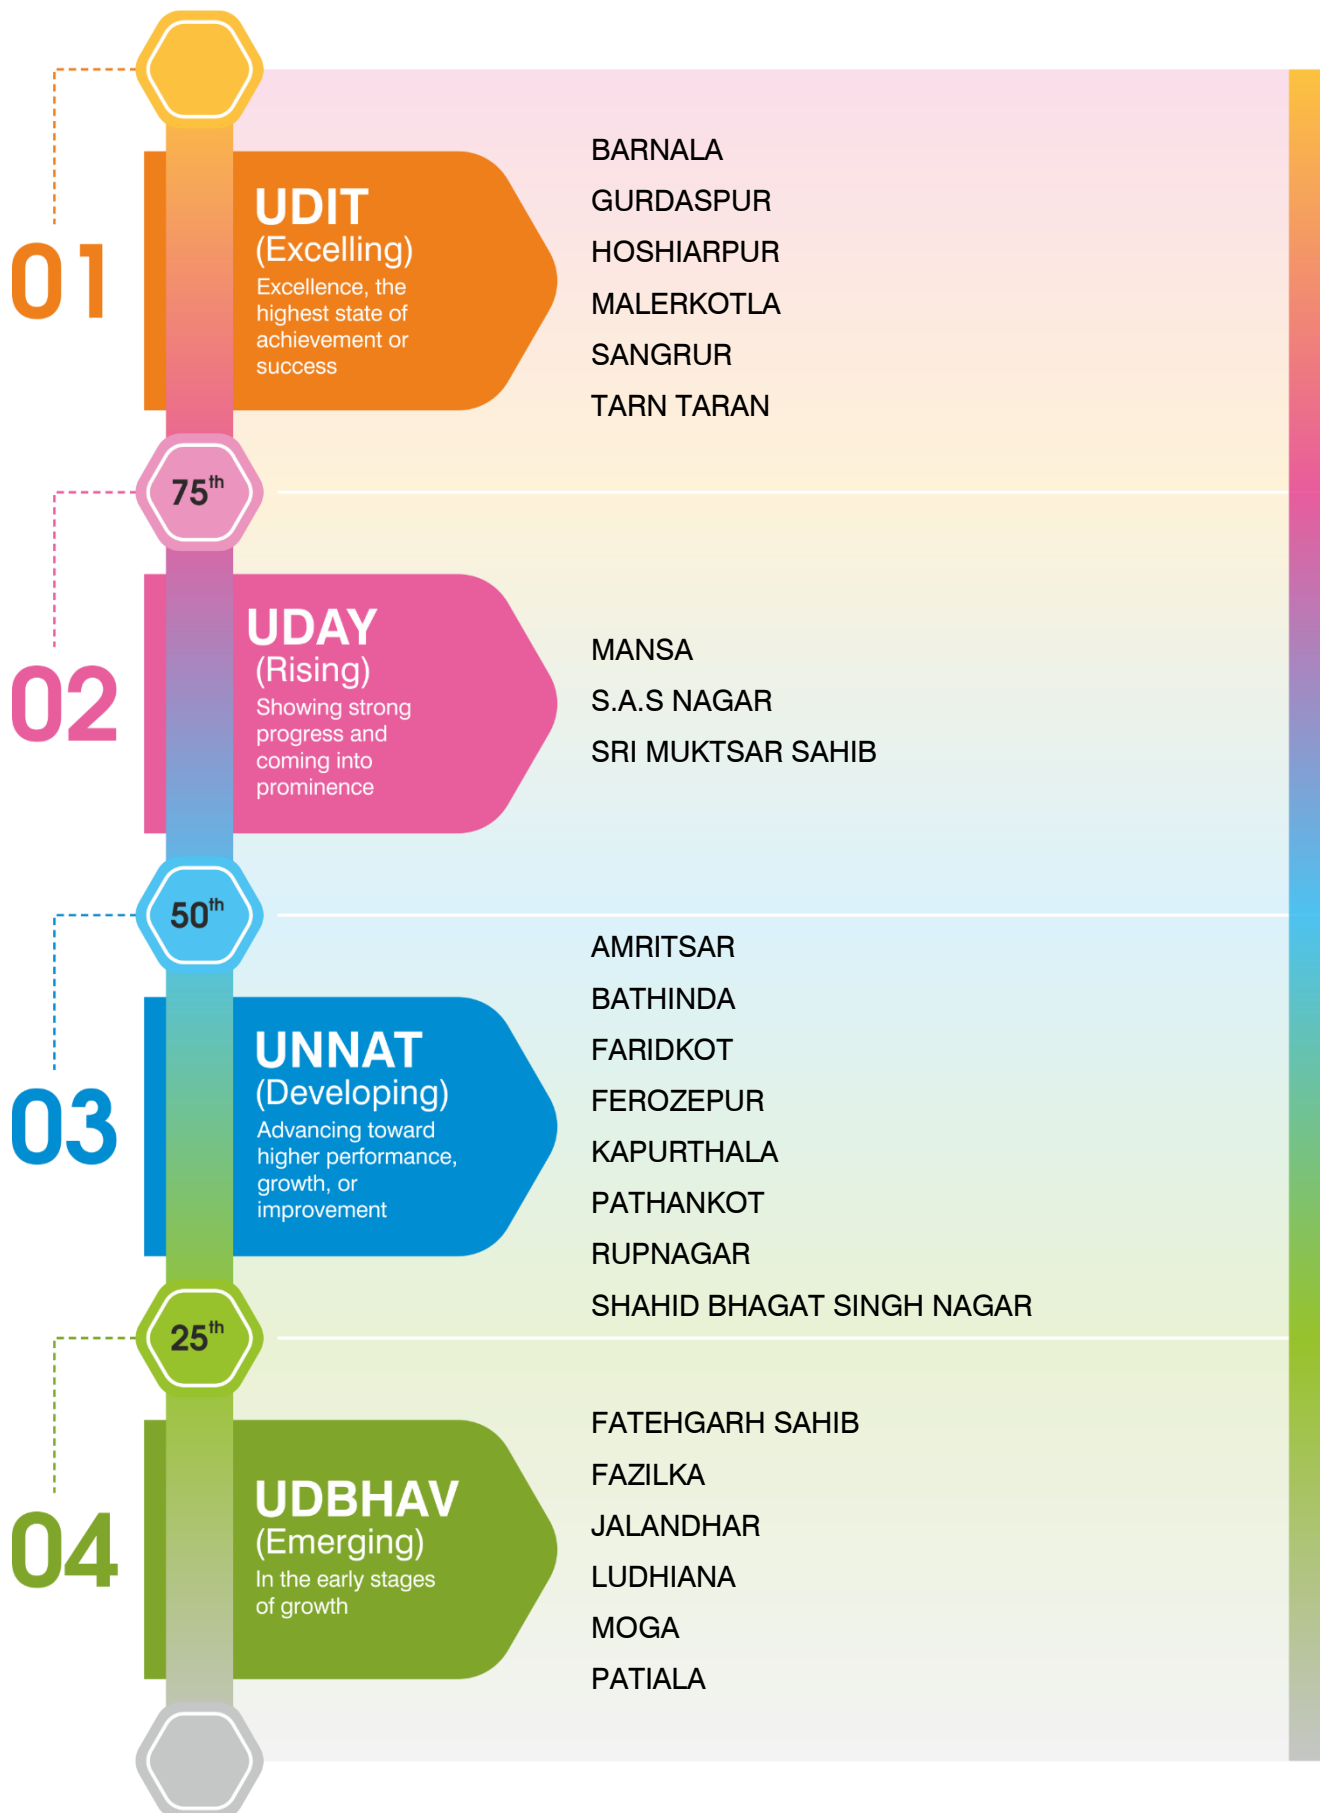 01
UDIT
(Excelling)
Excellence, the
highest state of
achievement or
success
BARNALA
GURDASPUR
HOSHIARPUR
MALERKOTLA
SANGRUR
TARN TARAN
75th
02
UDAY
(Rising)
Showing strong
progress and
coming into
prominence
MANSA
S.A.S NAGAR
SRI MUKTSAR SAHIB
50th
03
UNNAT
(Developing)
Advancing toward
higher performance,
growth, or
improvement
AMRITSAR
BATHINDA
FARIDKOT
FEROZEPUR
KAPURTHALA
PATHANKOT
RUPNAGAR
SHAHID BHAGAT SINGH NAGAR
25th
04
UDBHAV
(Emerging)
In the early stages
of growth
FATEHGARH SAHIB
FAZILKA
JALANDHAR
LUDHIANA
MOGA
PATIALA